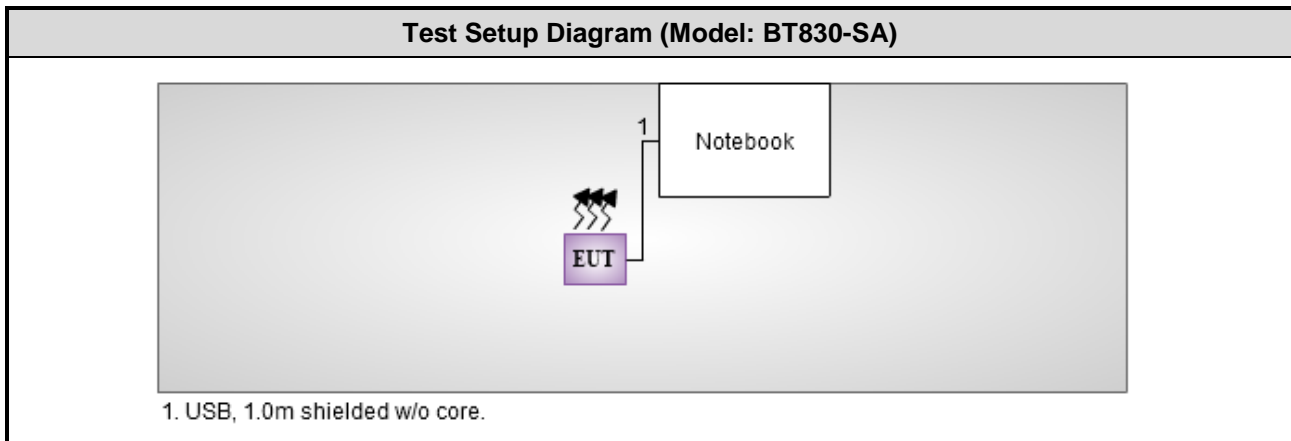 Test Setup Diagram (Model: BT830-SA)
1
Notebook
EUT
1. USB, 1.0m shielded w/o core.